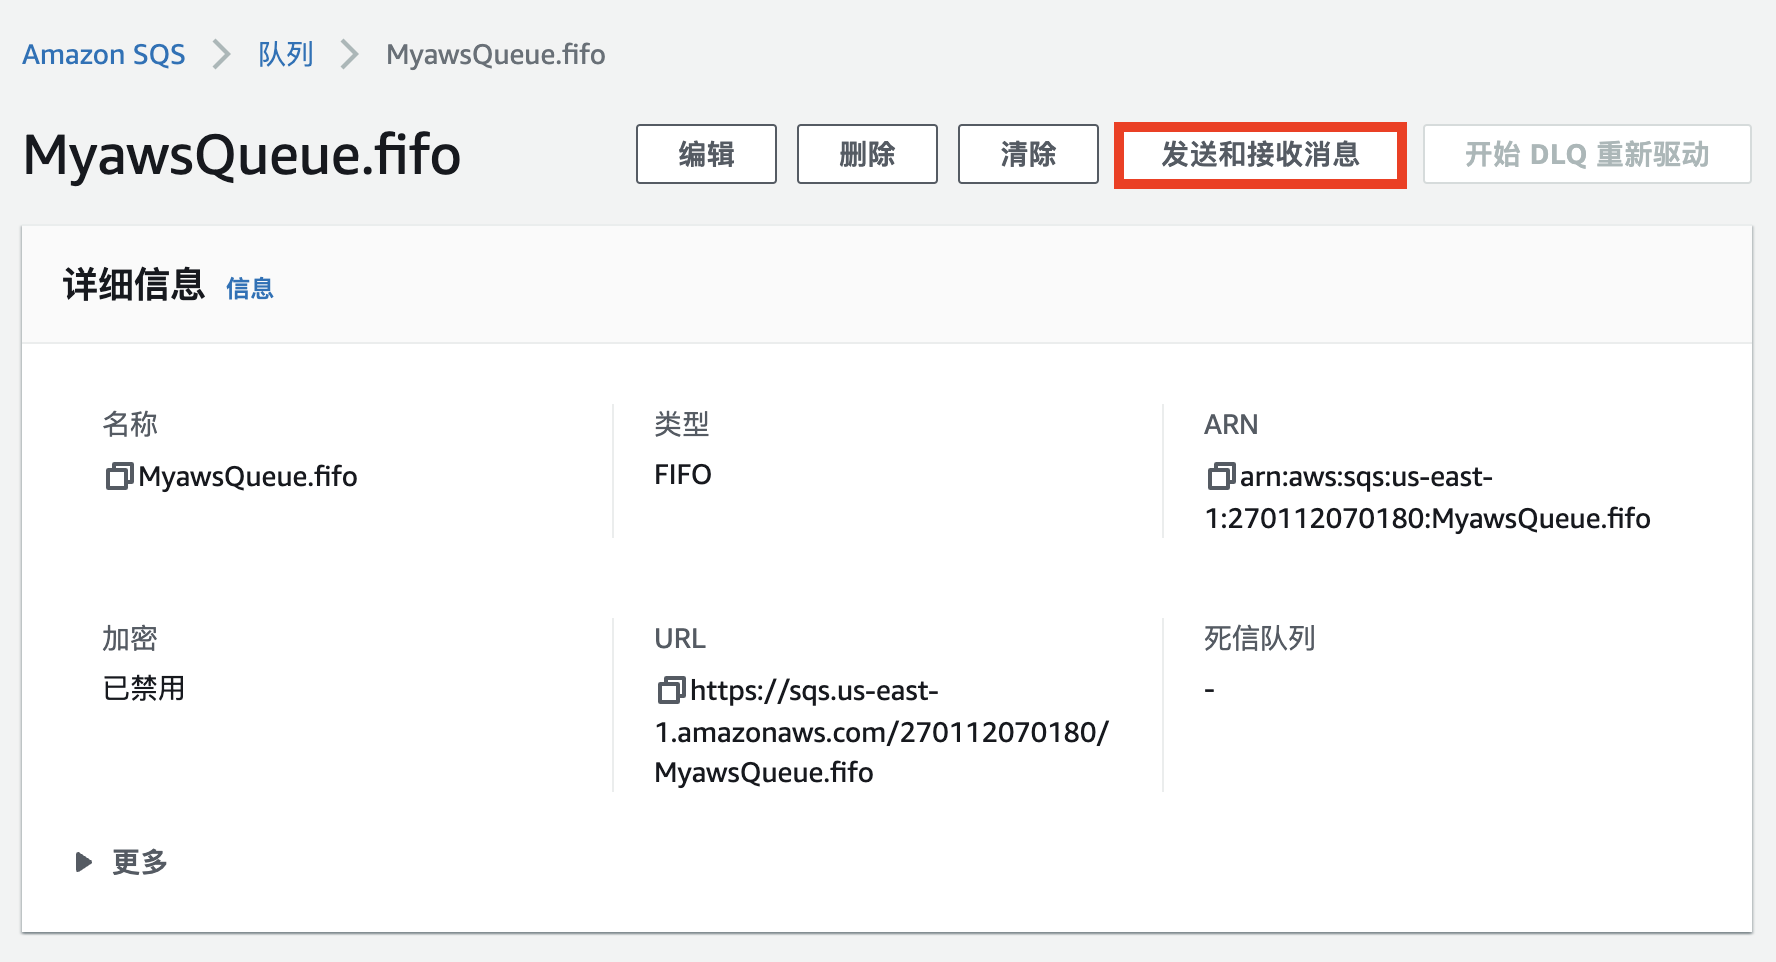 Amazon SQS > 队列 > MyawsQueue.fifo
MyawsQueue.fifo
编辑 删除 清除 发送和接收消息 开始 DLQ 重新驱动
详细信息 信息
名称
MyawsQueue.fifo
类型
FIFO
ARN
arn:aws:sqs:us-east-
1:270112070180:MyawsQueue.fifo
加密
已禁用
URL
https://sqs.us-east-
1.amazonaws.com/270112070180/
MyawsQueue.fifo
死信队列
-
更多